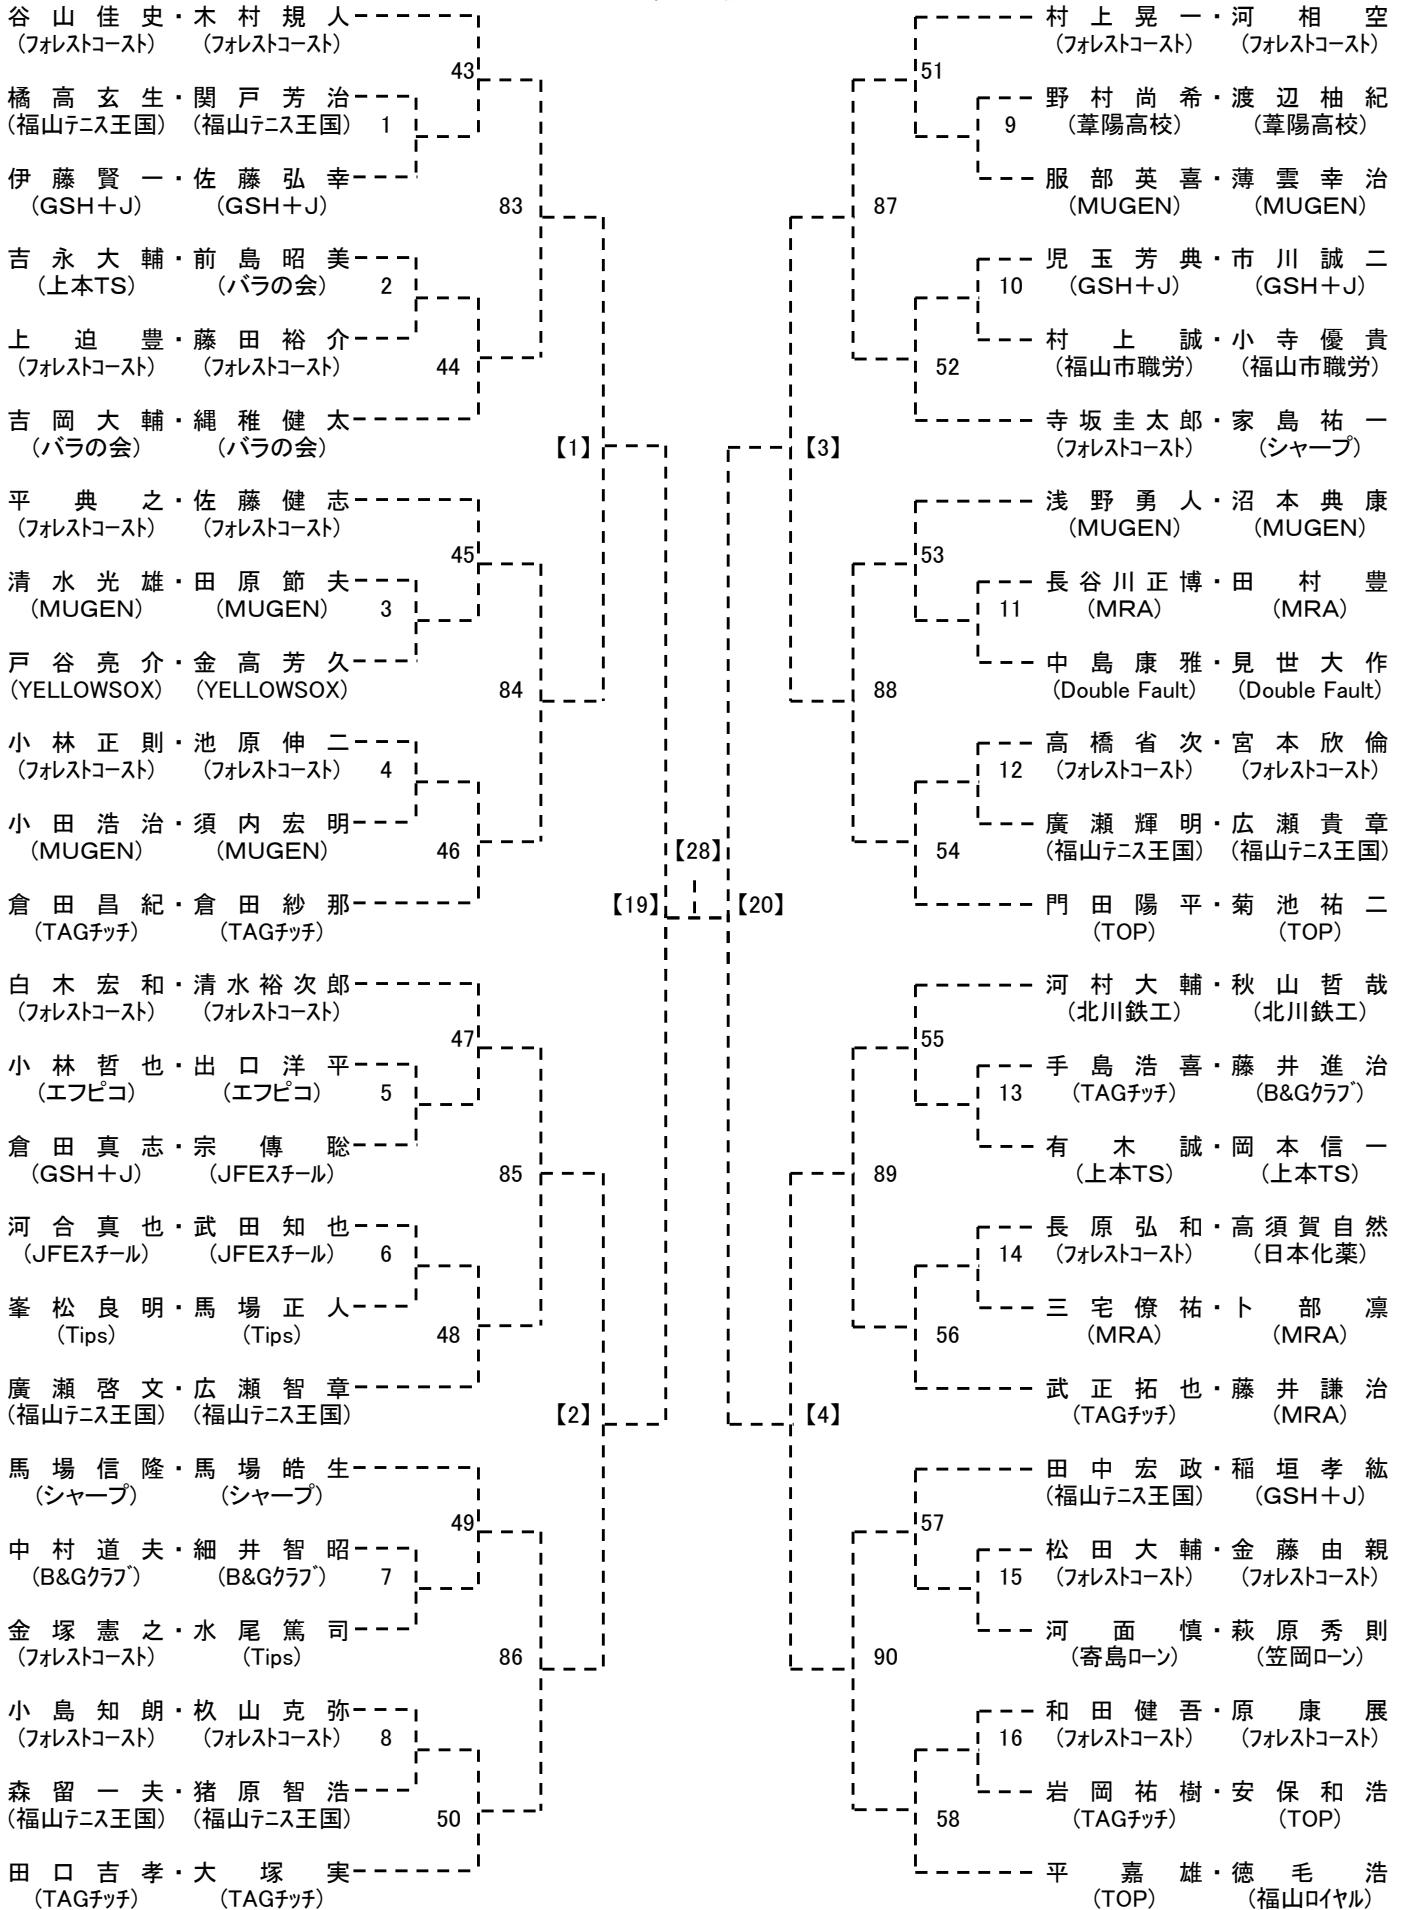 谷山佳史・木村規人
(フォレストコースト) (フォレストコースト)
43
橘高玄生・関戸芳治
(福山テニス王国) (福山テニス王国) 1
伊藤賢一・佐藤弘幸
(GSH+J) (GSH+J) 83
吉永大輔・前島昭美
(上本TS) (バラの会) 2
上迫豊・藤田裕介
(フォレストコースト) (フォレストコースト) 44
吉岡大輔・縄稚健太
(バラの会) (バラの会) 【1】
平典之・佐藤健志
(フォレストコースト) (フォレストコースト)
45
清水光雄・田原節夫
(MUGEN) (MUGEN) 3
戸谷亮介・金高芳久
(YELLOWSOX) (YELLOWSOX) 84
小林正則・池原伸二
(フォレストコースト) (フォレストコースト) 4
小田浩治・須内宏明
(MUGEN) (MUGEN) 46
倉田昌紀・倉田紗那
(TAGチッチ) (TAGチッチ)
【19】 【28】 【20】
白木宏和・清水裕次郎
(フォレストコースト) (フォレストコースト)
47
小林哲也・出口洋平
(エフピコ) (エフピコ) 5
倉田真志・宗傳聡
(GSH+J) (JFEスチール) 85
河合真也・武田知也
(JFEスチール) (JFEスチール) 6
峯松良明・馬場正人
(Tips) (Tips) 48
廣瀬啓文・広瀬智章
(福山テニス王国) (福山テニス王国) 【2】
馬場信隆・馬場皓生
(シャープ) (シャープ)
49
中村道夫・細井智昭
(B&Gクラブ) (B&Gクラブ) 7
金塚憲之・水尾篤司
(フォレストコースト) (Tips) 86
小島知朗・杦山克弥
(フォレストコースト) (フォレストコースト) 8
森留一夫・猪原智浩
(福山テニス王国) (福山テニス王国) 50
田口吉孝・大塚実
(TAGチッチ) (TAGチッチ)
村上晃一・河相空
(フォレストコースト) (フォレストコースト)
51
野村尚希・渡辺柚紀
9 (葦陽高校) (葦陽高校)
服部英喜・薄雲幸治
87 (MUGEN) (MUGEN)
児玉芳典・市川誠二
10 (GSH+J) (GSH+J)
村上誠・小寺優貴
52 (福山市職労) (福山市職労)
寺坂圭太郎・家島祐一
【3】 (フォレストコースト) (シャープ)
浅野勇人・沼本典康
(MUGEN) (MUGEN)
53
長谷川正博・田村豊
11 (MRA) (MRA)
中島康雅・見世大作
88 (Double Fault) (Double Fault)
高橋省次・宮本欣倫
12 (フォレストコースト) (フォレストコースト)
廣瀬輝明・広瀬貴章
54 (福山テニス王国) (福山テニス王国)
門田陽平・菊池祐二
(TOP) (TOP)
河村大輔・秋山哲哉
(北川鉄工) (北川鉄工)
55
手島浩喜・藤井進治
13 (TAGチッチ) (B&Gクラブ)
有木誠・岡本信一
89 (上本TS) (上本TS)
長原弘和・高須賀自然
14 (フォレストコースト) (日本化薬)
三宅僚祐・卜部凛
56 (MRA) (MRA)
武正拓也・藤井謙治
【4】 (TAGチッチ) (MRA)
田中宏政・稲垣孝紘
(福山テニス王国) (GSH+J)
57
松田大輔・金藤由親
15 (フォレストコースト) (フォレストコースト)
河面慎・萩原秀則
90 (寄島ローン) (笠岡ローン)
和田健吾・原康展
16 (フォレストコースト) (フォレストコースト)
岩岡祐樹・安保和浩
58 (TAGチッチ) (TOP)
平嘉雄・徳毛浩
(TOP) (福山ロイヤル)